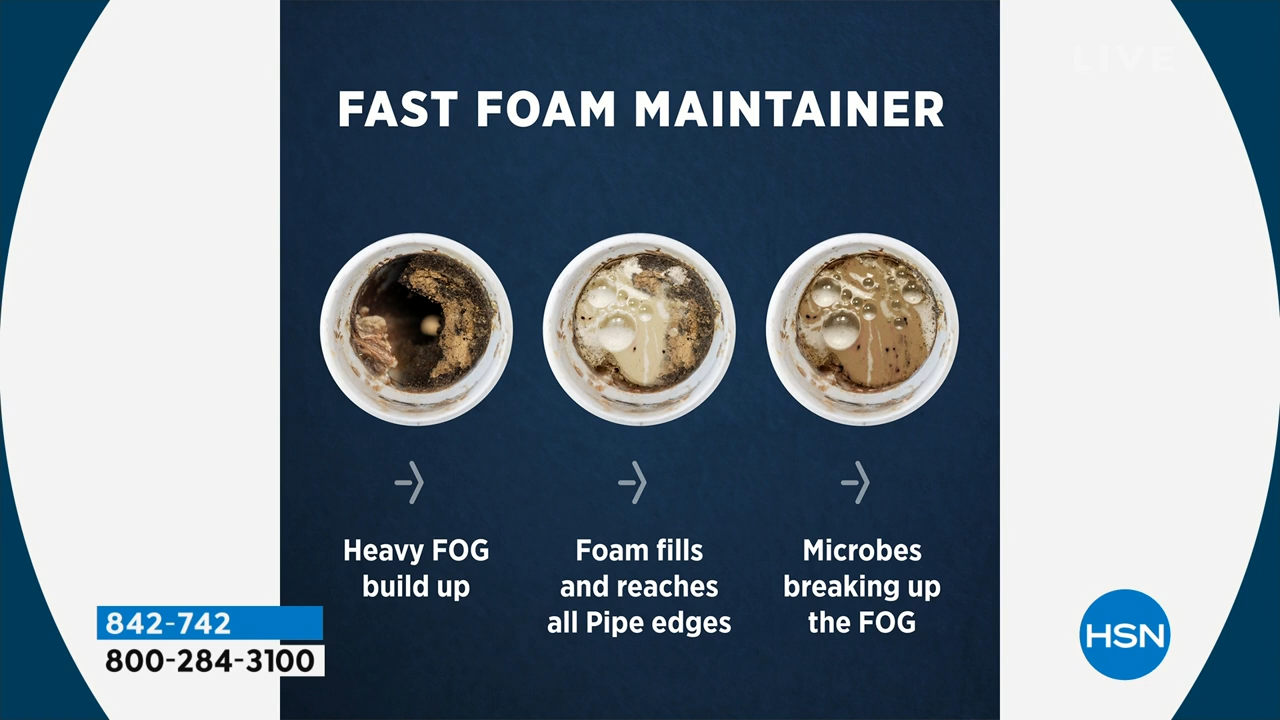 LIVE
FAST FOAM MAINTAINER
Heavy FOG
build up
Foam fills
and reaches
all Pipe edges
Microbes
breaking up
the FOG
842-742
800-284-3100
HSN